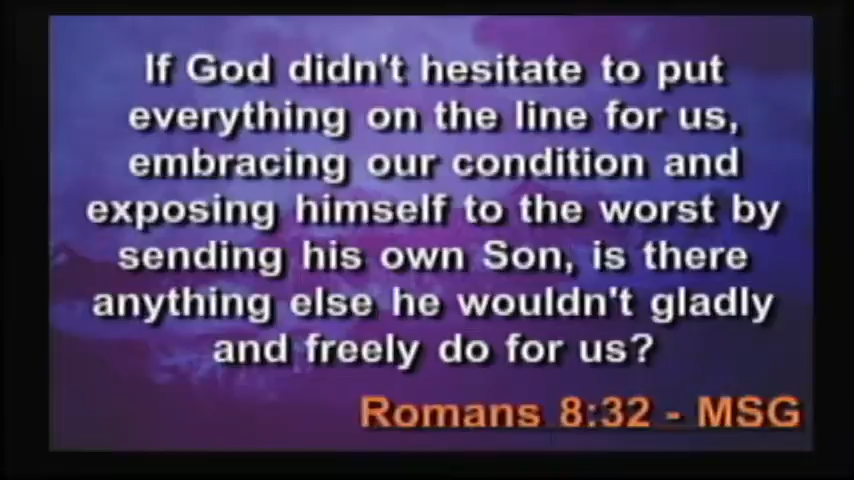 If God didn't hesitate to put
everything on the line for us,
embracing our condition and
exposing himself to the worst by
sending his own Son, is there
anything else he wouldn't gladly
and freely do for us?
Romans 8:32 - MSG